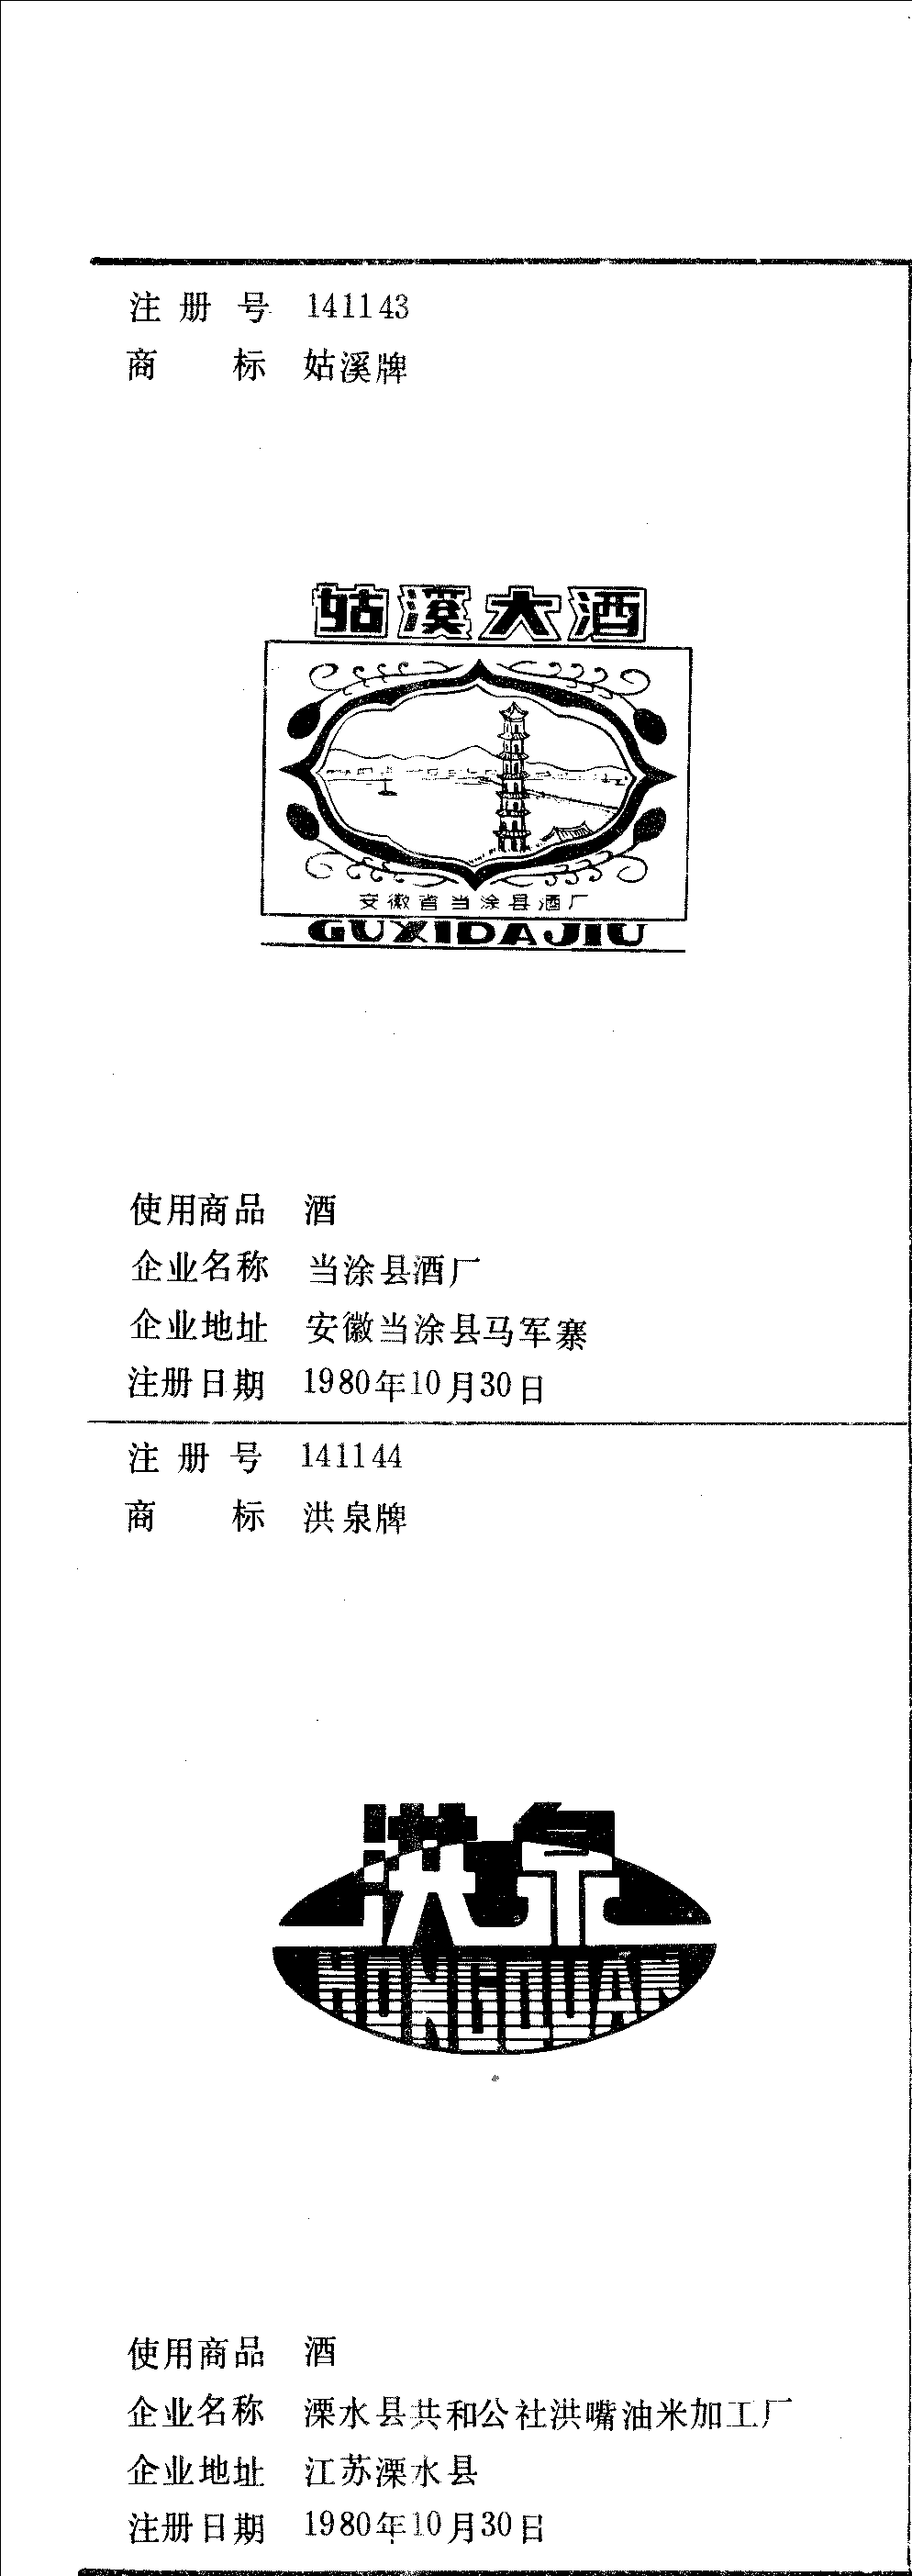 注册号 141143
商标 姑溪牌
姑溪大酒
安徽省当涂县酒厂
GUXIDAJIU
使用商品 酒
企业名称 当涂县酒厂
企业地址 安徽当涂县马军寨
注册日期 1980年10月30日
注册号 141144
商标 洪泉牌
洪泉
HONGQUAN
使用商品 酒
企业名称 溧水县共和公社洪嘴油米加工厂
企业地址 江苏溧水县
注册日期 1980年10月30日